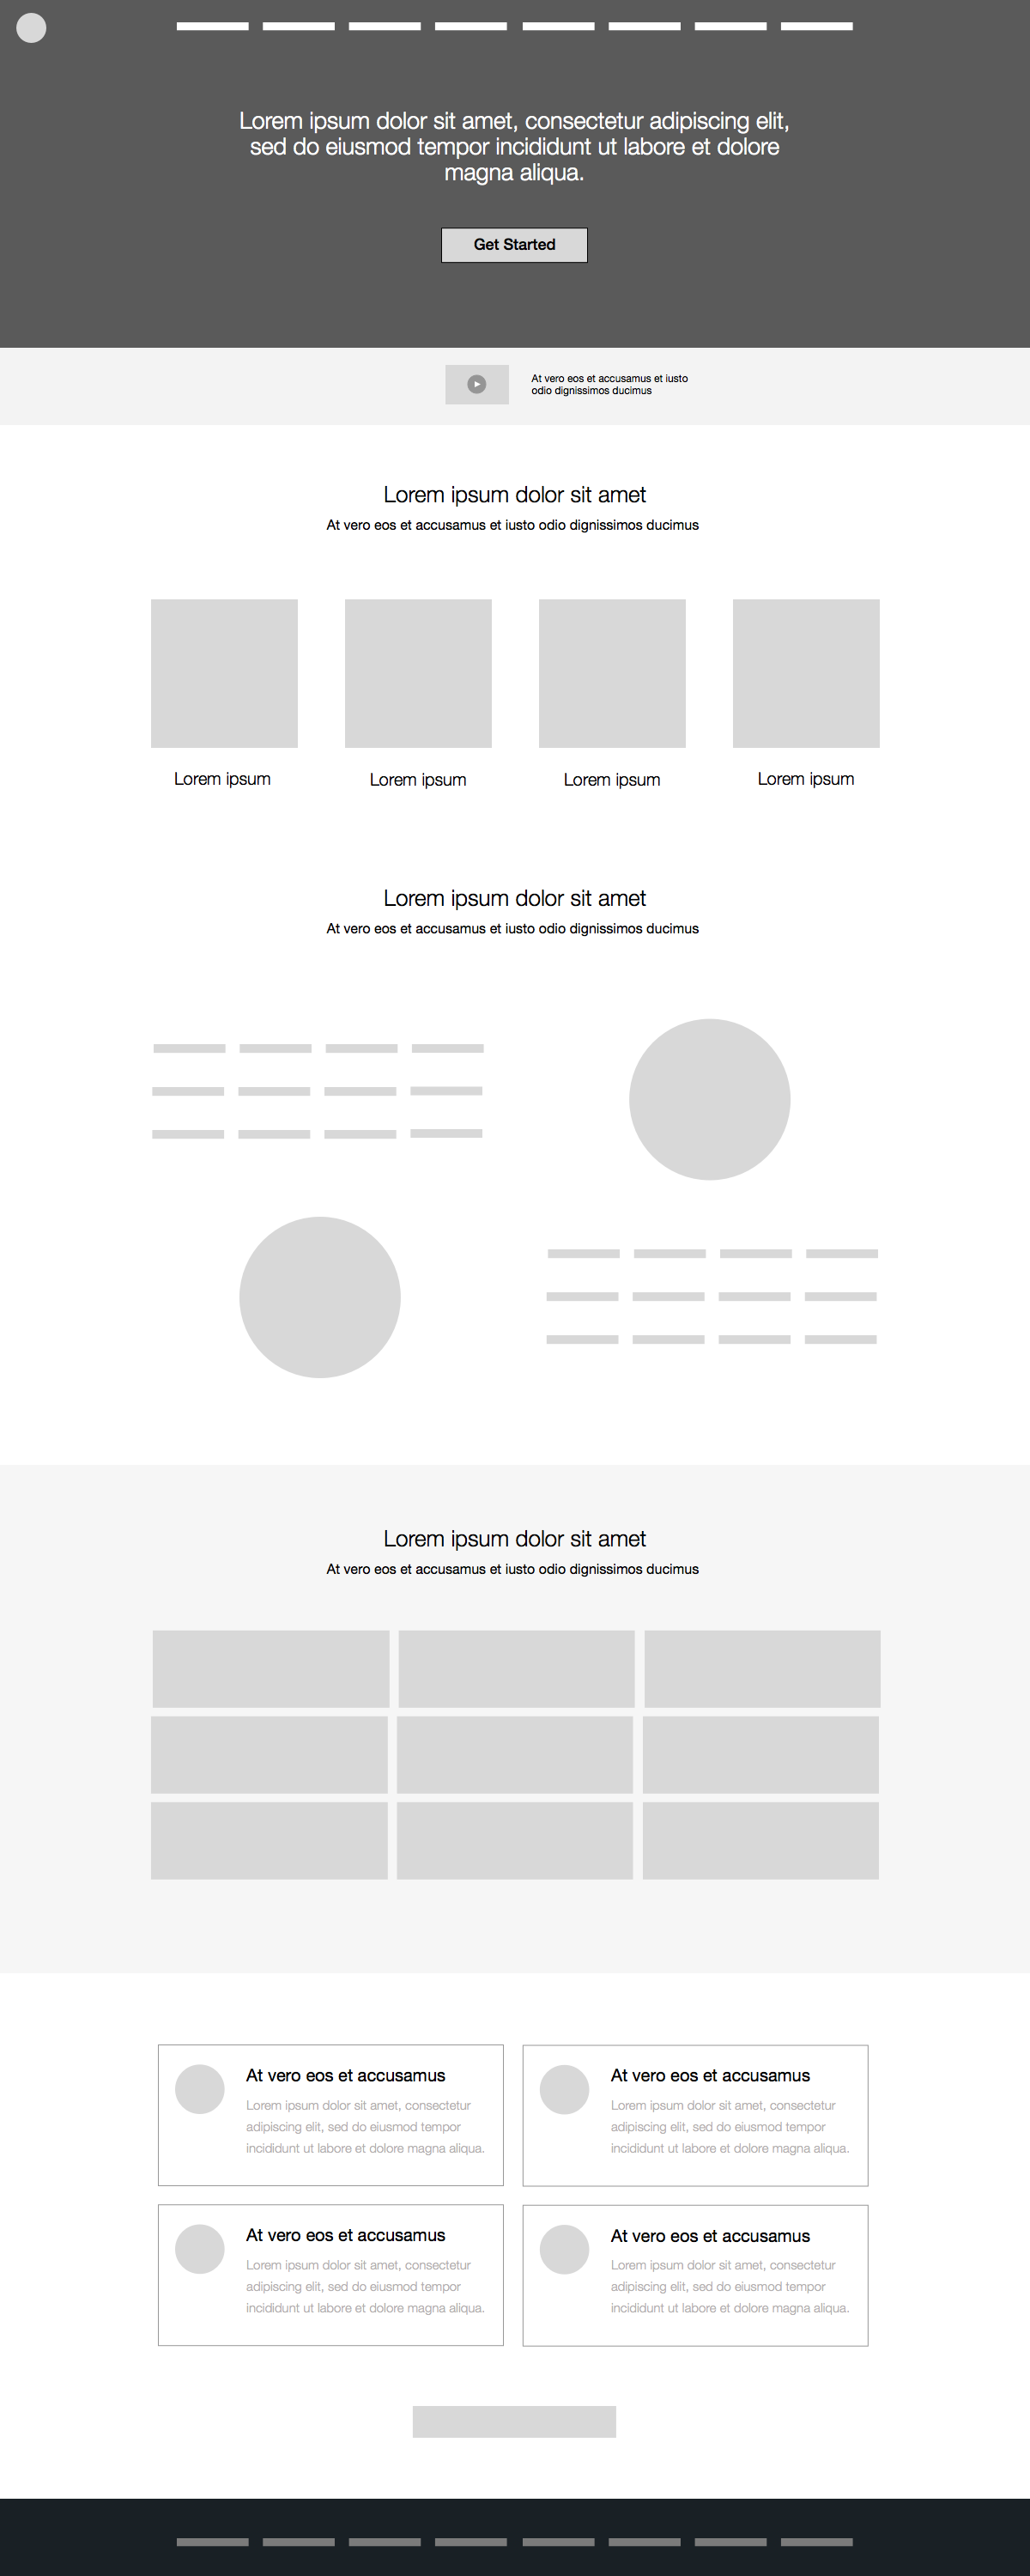 Lorem ipsum dolor sit amet, consectetur adipiscing elit,
sed do eiusmod tempor incididunt ut labore et dolore
magna aliqua.
Get Started
At vero eos et accusamus et iusto
odio dignissimos ducimus
Lorem ipsum dolor sit amet
At vero eos et accusamus et iusto odio dignissimos ducimus
Lorem ipsum
Lorem ipsum
Lorem ipsum
Lorem ipsum
Lorem ipsum dolor sit amet
At vero eos et accusamus et iusto odio dignissimos ducimus
Lorem ipsum dolor sit amet
At vero eos et accusamus et iusto odio dignissimos ducimus
At vero eos et accusamus
Lorem ipsum dolor sit amet, consectetur
adipiscing elit, sed do eiusmod tempor
incididunt ut labore et dolore magna aliqua.
At vero eos et accusamus
Lorem ipsum dolor sit amet, consectetur
adipiscing elit, sed do eiusmod tempor
incididunt ut labore et dolore magna aliqua.
At vero eos et accusamus
Lorem ipsum dolor sit amet, consectetur
adipiscing elit, sed do eiusmod tempor
incididunt ut labore et dolore magna aliqua.
At vero eos et accusamus
Lorem ipsum dolor sit amet, consectetur
adipiscing elit, sed do eiusmod tempor
incididunt ut labore et dolore magna aliqua.